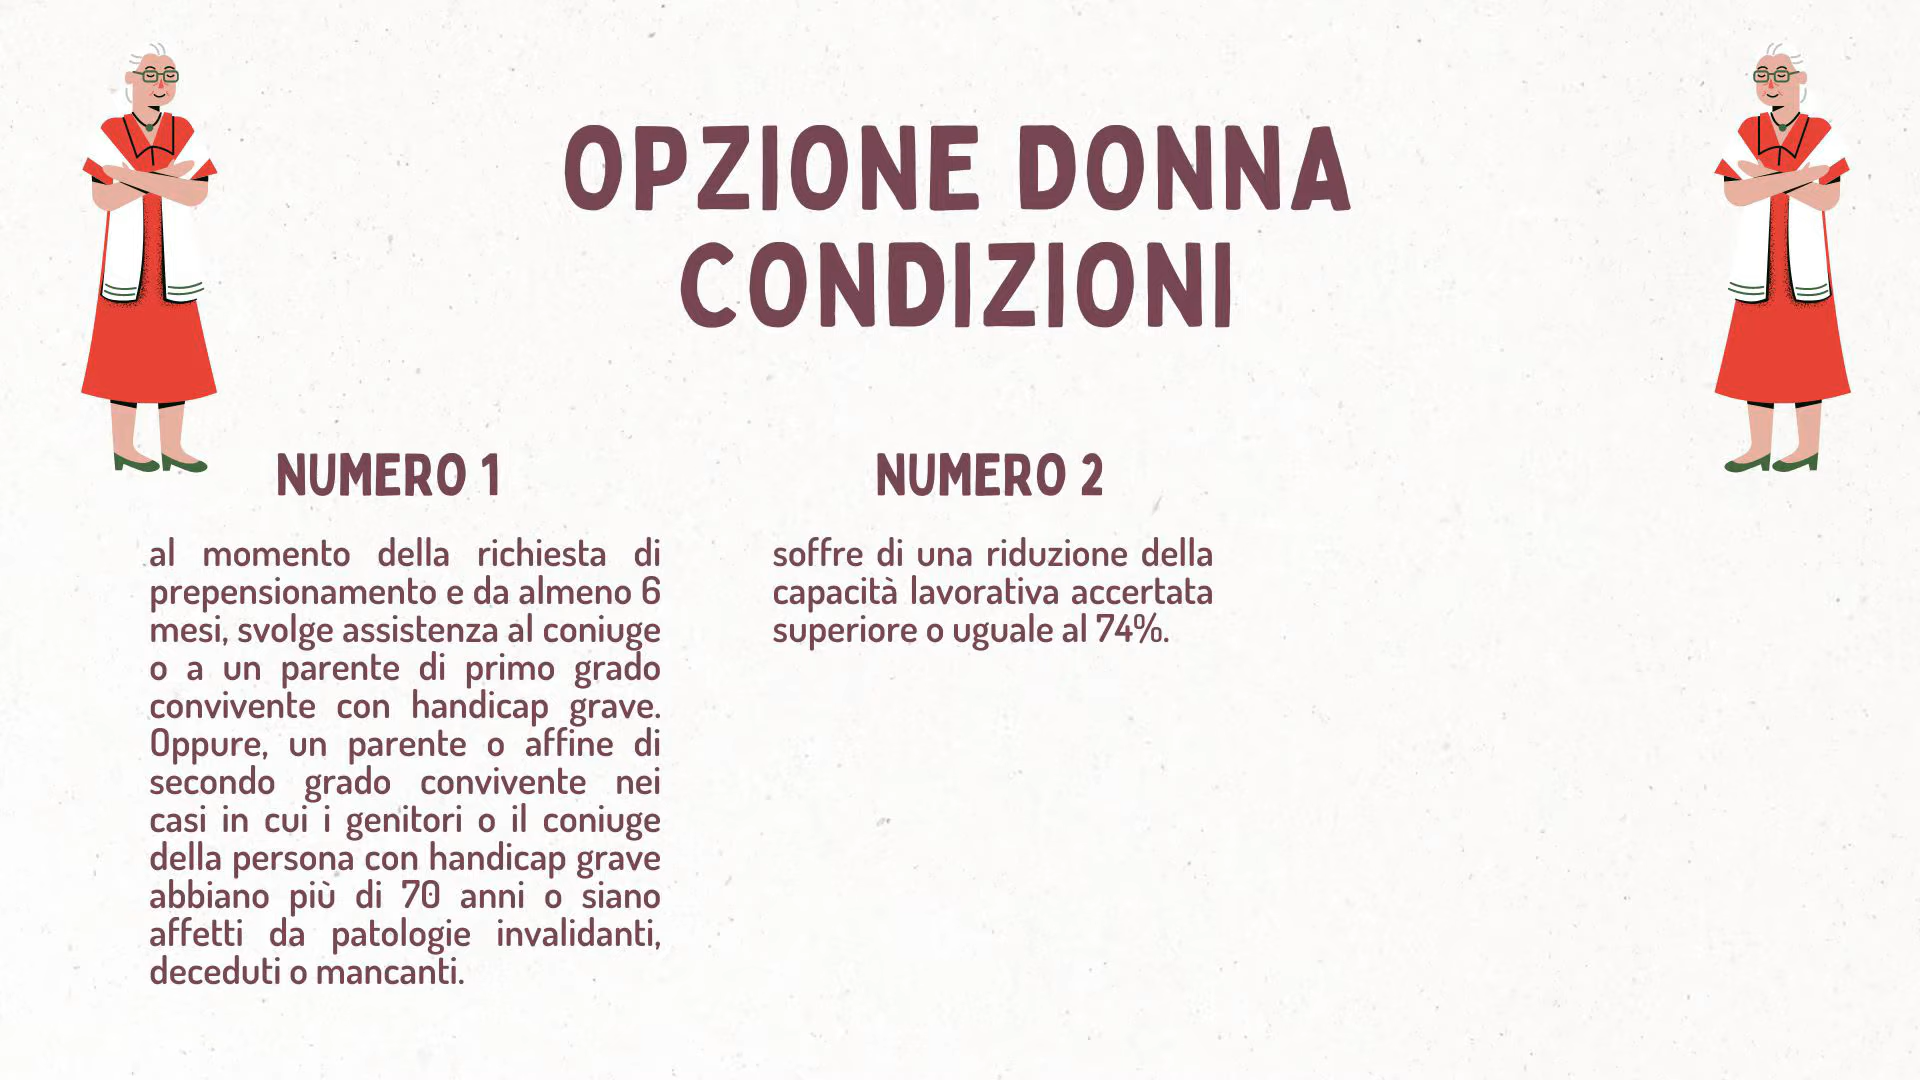 OPZIONE DONNA
CONDIZIONI
NUMERO 1
al momento della richiesta di
prepensionamento e da almeno 6
mesi, svolge assistenza al coniuge
o a un parente di primo grado
convivente con handicap grave.
Oppure, un parente o affine di
secondo grado convivente nei
casi in cui i genitori o il coniuge
della persona con handicap grave
abbiano più di 70 anni o siano
affetti da patologie invalidanti,
deceduti o mancanti.
NUMERO 2
soffre di una riduzione della
capacità lavorativa accertata
superiore o uguale al 74%.